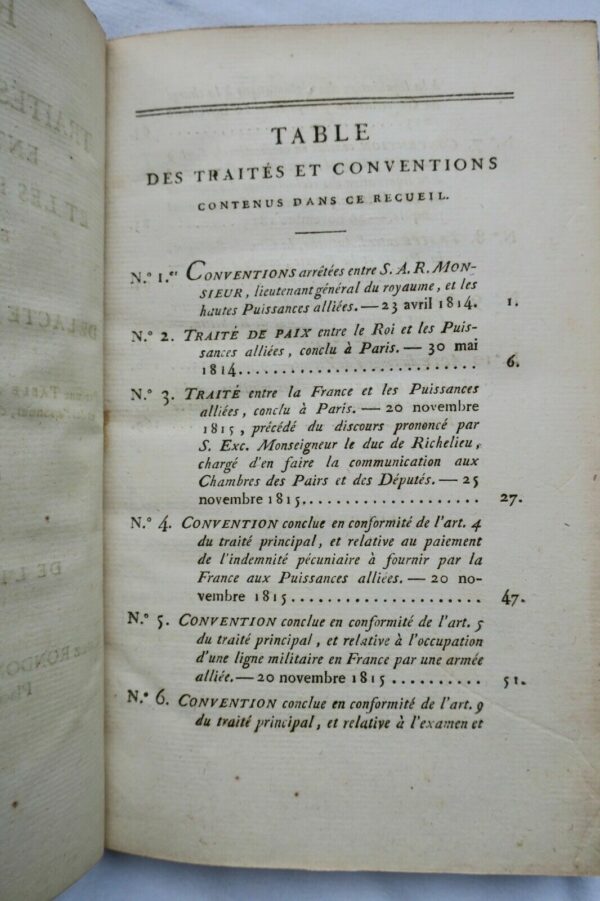 TRAITÉS
ET LES
DE L'ACTE
TABLE
RONDO
TABLE
DES TRAITÉS ET CONVENTIONS
CONTENUS DANS CE RECUEIL.
N.º 1.er CONVENTIONS arrêtées entre S. A. R. MON-
SIEUR, lieutenant général du royaume, et les
hautes Puissances alliées. — 23 avril 1814. 1.
N.º 2. TRAITÉ DE PAIX entre le Roi et les Puis-
sances alliées, conclu à Paris. — 30 mai
1814........................... 6.
N.º 3. TRAITÉ entre la France et les Puissances
alliées, conclu à Paris. — 20 novembre
1815, précédé du discours prononcé par
S. Exc. Monseigneur le duc de Richelieu,
chargé d'en faire la communication aux
Chambres des Pairs et des Députés. — 25
novembre 1815.................. 27.
N.º 4. CONVENTION conclue en conformité de l'art. 4
du traité principal, et relative au paiement
de l'indemnité pécuniaire à fournir par la
France aux Puissances alliées. — 20 no-
vembre 1815.................... 47.
N.º 5. CONVENTION conclue en conformité de l'art. 5
du traité principal, et relative à l'occupation
d'une ligne militaire en France par une armée
alliée. — 20 novembre 1815 .......... 51.
N.º 6. CONVENTION conclue en conformité de l'art. 9
du traité principal, et relative à l'examen et